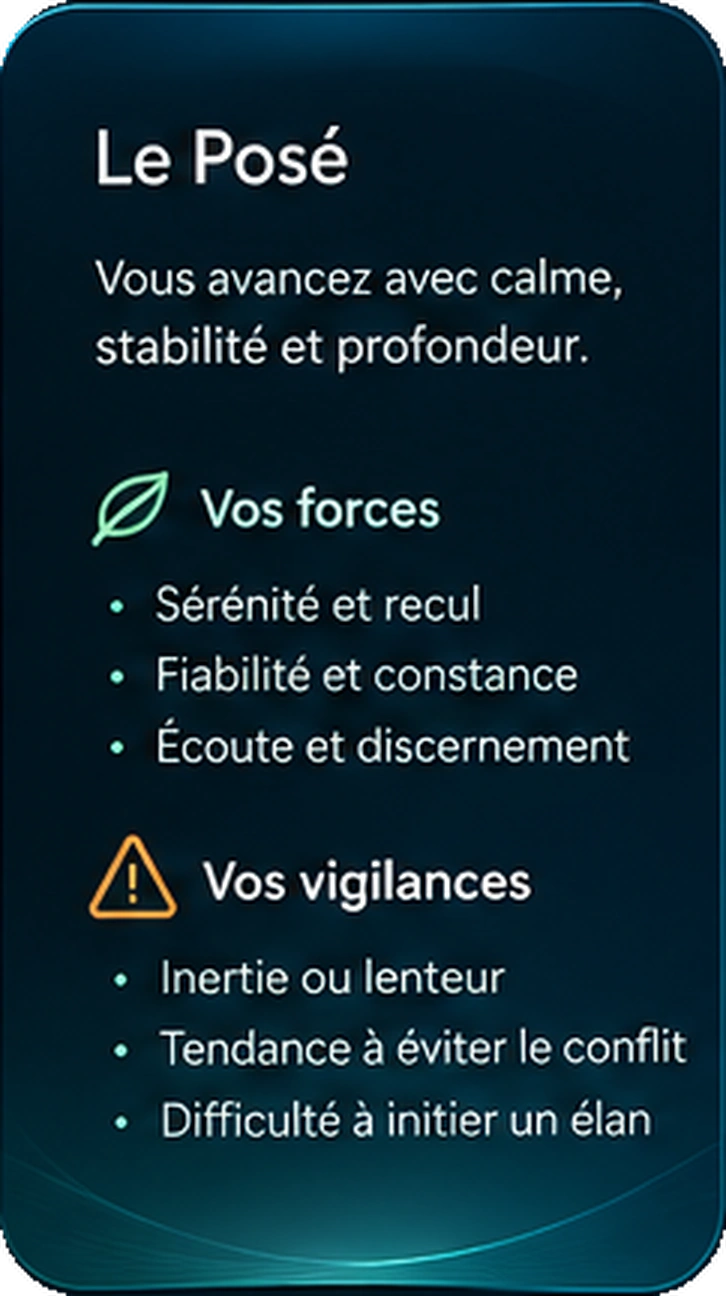 Le Posé
Vous avancez avec calme,
stabilité et profondeur.
Vos forces
• Sérénité et recul
• Fiabilité et constance
• Écoute et discernement
Vos vigilances
• Inertie ou lenteur
• Tendance à éviter le conflit
• Difficulté à initier un élan